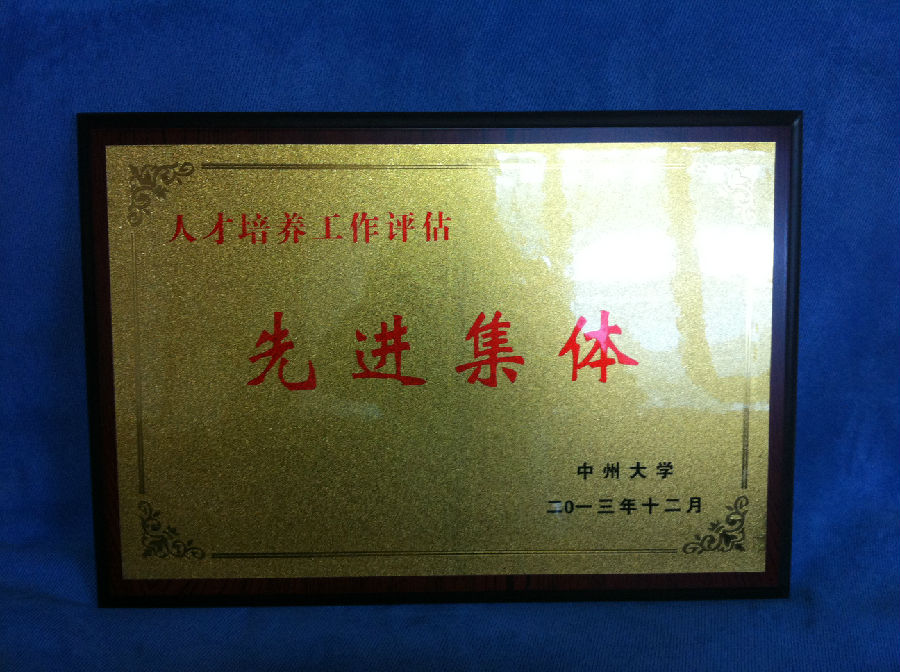 人才培养工作评估
先进集体
中州大学
二0一三年十二月